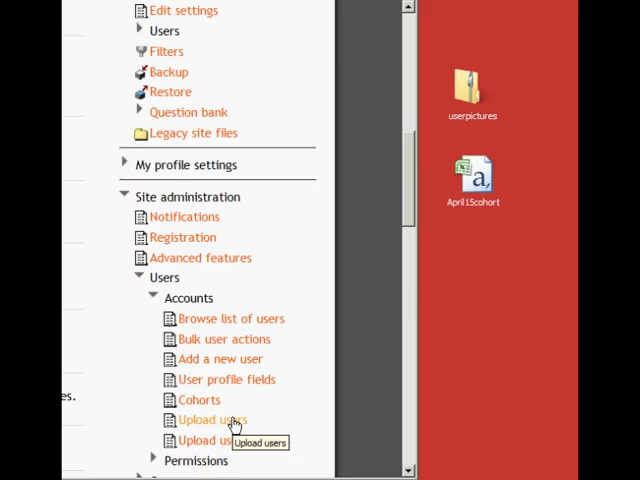 Edit settings
Users
Filters
Backup
Restore
Question bank
Legacy site files
My profile settings
Site administration
Notifications
Registration
Advanced features
Users
Accounts
Browse list of users
Bulk user actions
Add a new user
User profile fields
Cohorts
Upload users
Upload
Upload users
Permissions
es.
userpictures
a,
April15cohort